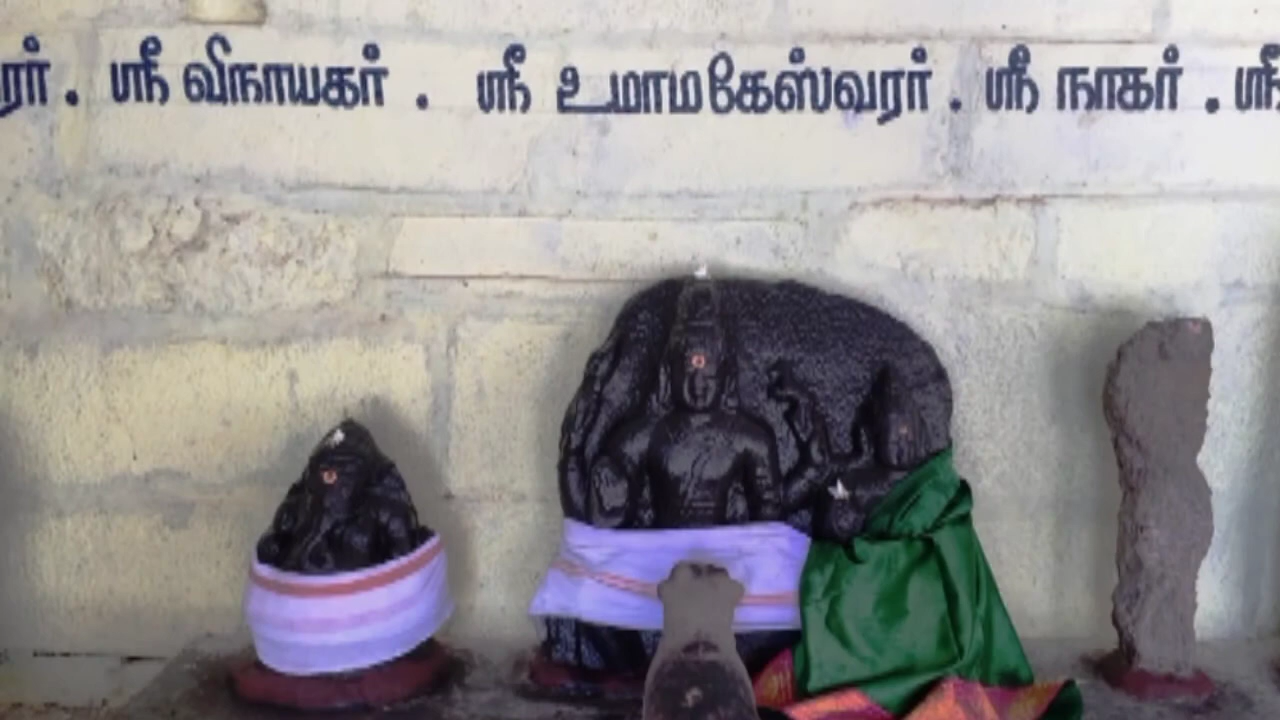 ஸ்ரீ விநாயகர் . ஸ்ரீ உமாமகேஸ்வரர் . ஸ்ரீ நாகர் . ஸ்ரீ